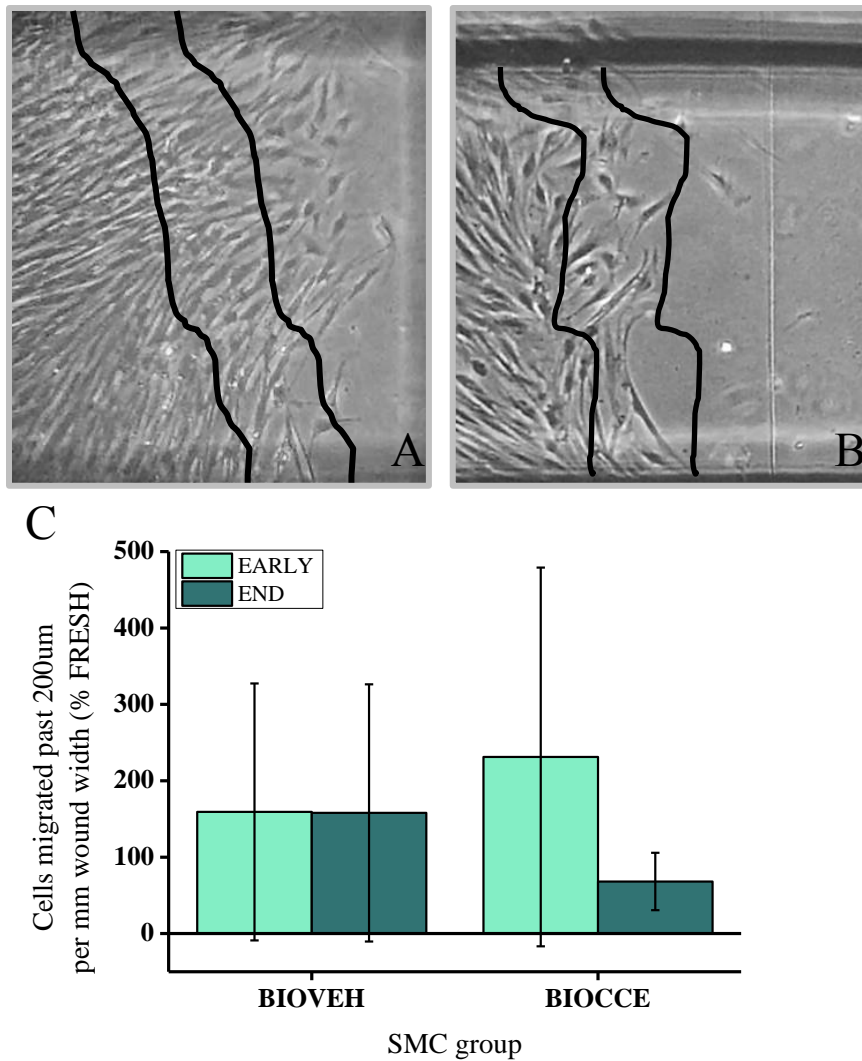 A
B
C
Cells migrated past 200um
per mm wound width (% FRESH)
500
400
300
200
100
0
EARLY
END
BIOVEH
BIOCCE
SMC group